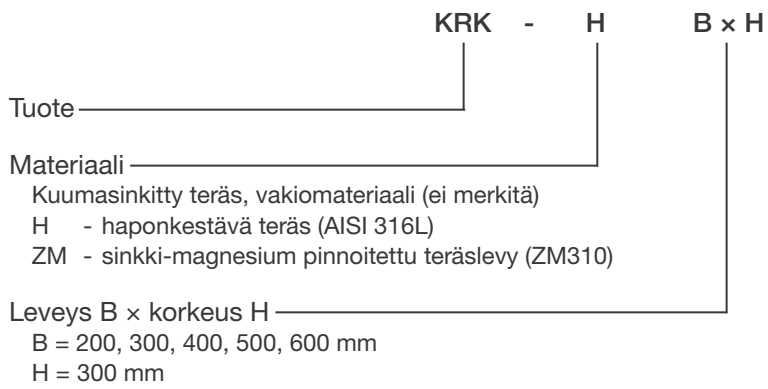 KRK - H B × H
Tuote
Materiaali
Kuumasinkitty teräs, vakiomateriaali (ei merkitä)
H - haponkestävä teräs (AISI 316L)
ZM - sinkki-magnesium pinnoitettu teräslevy (ZM310)
Leveys B × korkeus H
B = 200, 300, 400, 500, 600 mm
H = 300 mm